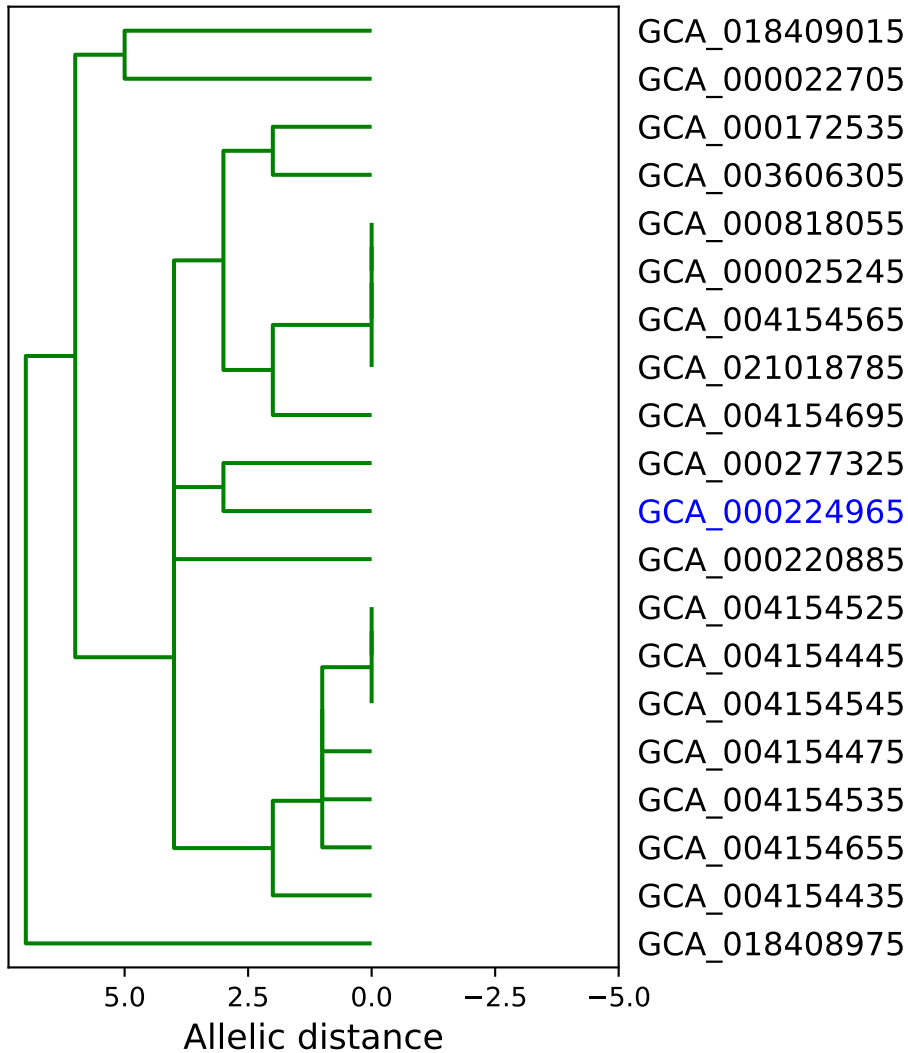 GCA_018409015
GCA_000022705
GCA_000172535
GCA_003606305
GCA_000818055
GCA_000025245
GCA_004154565
GCA_021018785
GCA_004154695
GCA_000277325
GCA_000224965
GCA_000220885
GCA_004154525
GCA_004154445
GCA_004154545
GCA_004154475
GCA_004154535
GCA_004154655
GCA_004154435
GCA_018408975
5.0 2.5 0.0 −2.5 −5.0
Allelic distance